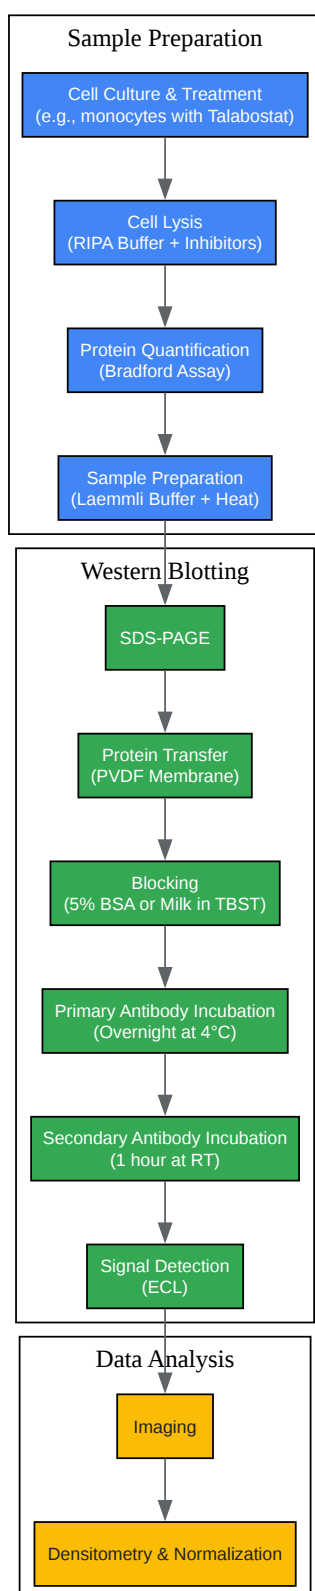 Sample Preparation
Cell Culture & Treatment
(e.g., monocytes with Talabostat)
Cell Lysis
(RIPA Buffer + Inhibitors)
Protein Quantification
(Bradford Assay)
Sample Preparation
(Laemmli Buffer + Heat)
Western Blotting
SDS-PAGE
Protein Transfer
(PVDF Membrane)
Blocking
(5% BSA or Milk in TBST)
Primary Antibody Incubation
(Overnight at 4°C)
Secondary Antibody Incubation
(1 hour at RT)
Signal Detection
(ECL)
Data Analysis
Imaging
Densitometry & Normalization